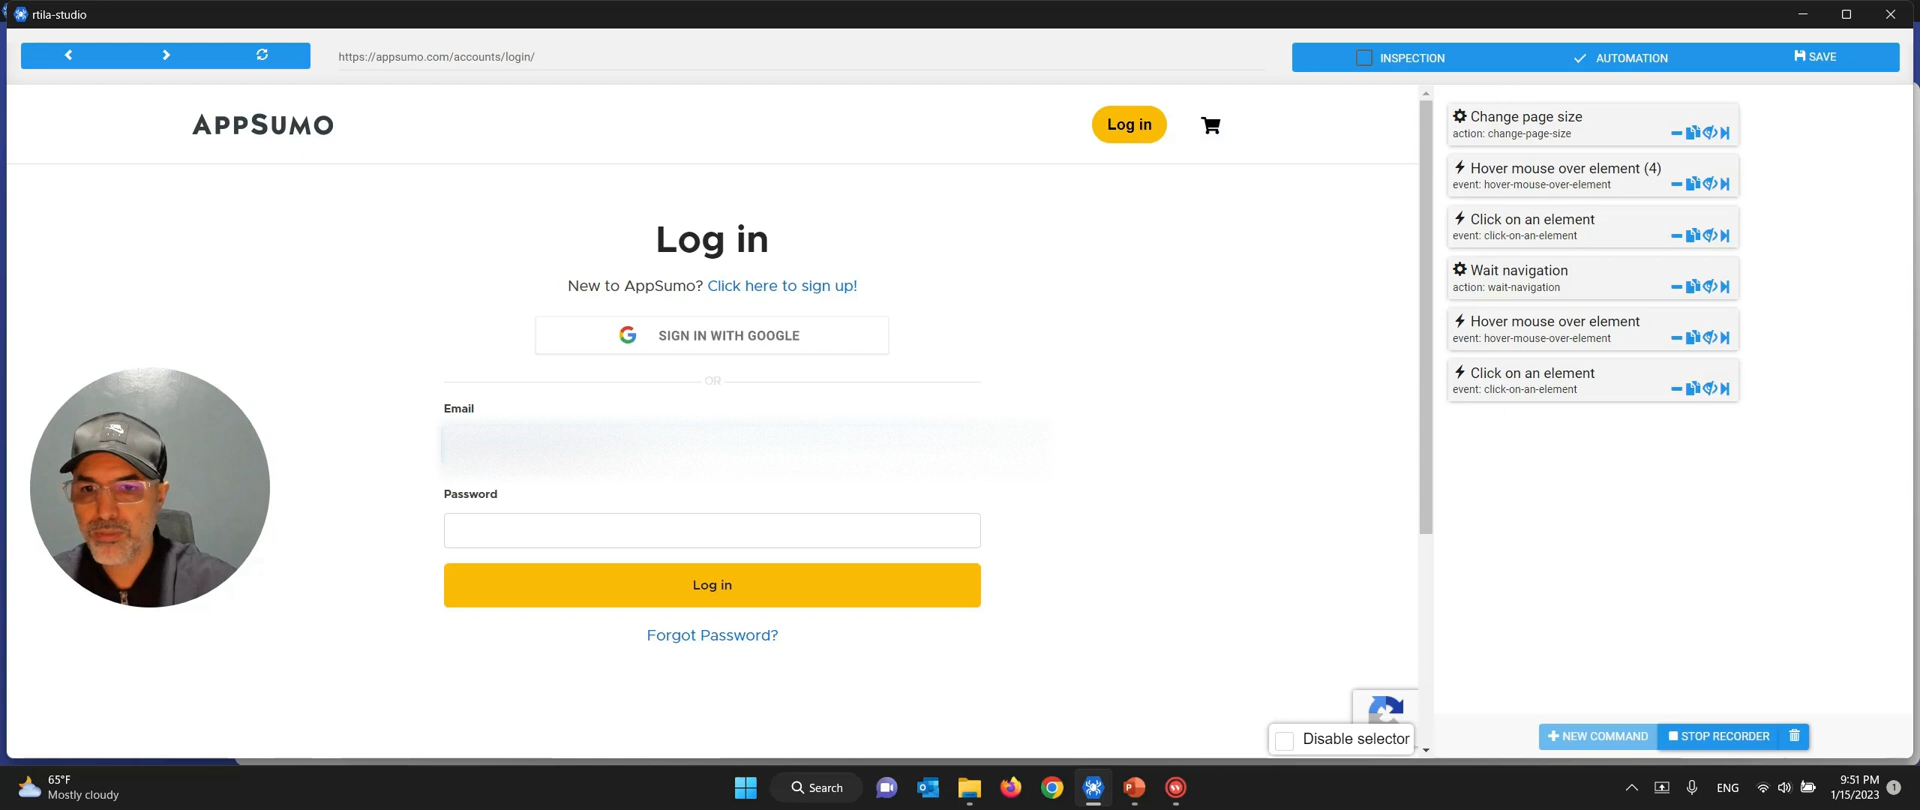 rtila-studio
https://appsumo.com/accounts/login/
INSPECTION
AUTOMATION
SAVE
APPSUMO
Log in
Log in
New to AppSumo? Click here to sign up!
SIGN IN WITH GOOGLE
OR
Email
Password
Log in
Forgot Password?
Disable selector
Change page size
action: change-page-size
Hover mouse over element (4)
event: hover-mouse-over-element
Click on an element
event: click-on-an-element
Wait navigation
action: wait-navigation
Hover mouse over element
event: hover-mouse-over-element
Click on an element
event: click-on-an-element
NEW COMMAND
STOP RECORDER
65°F
Mostly cloudy
Search
ENG
9:51 PM
1/15/2023
1